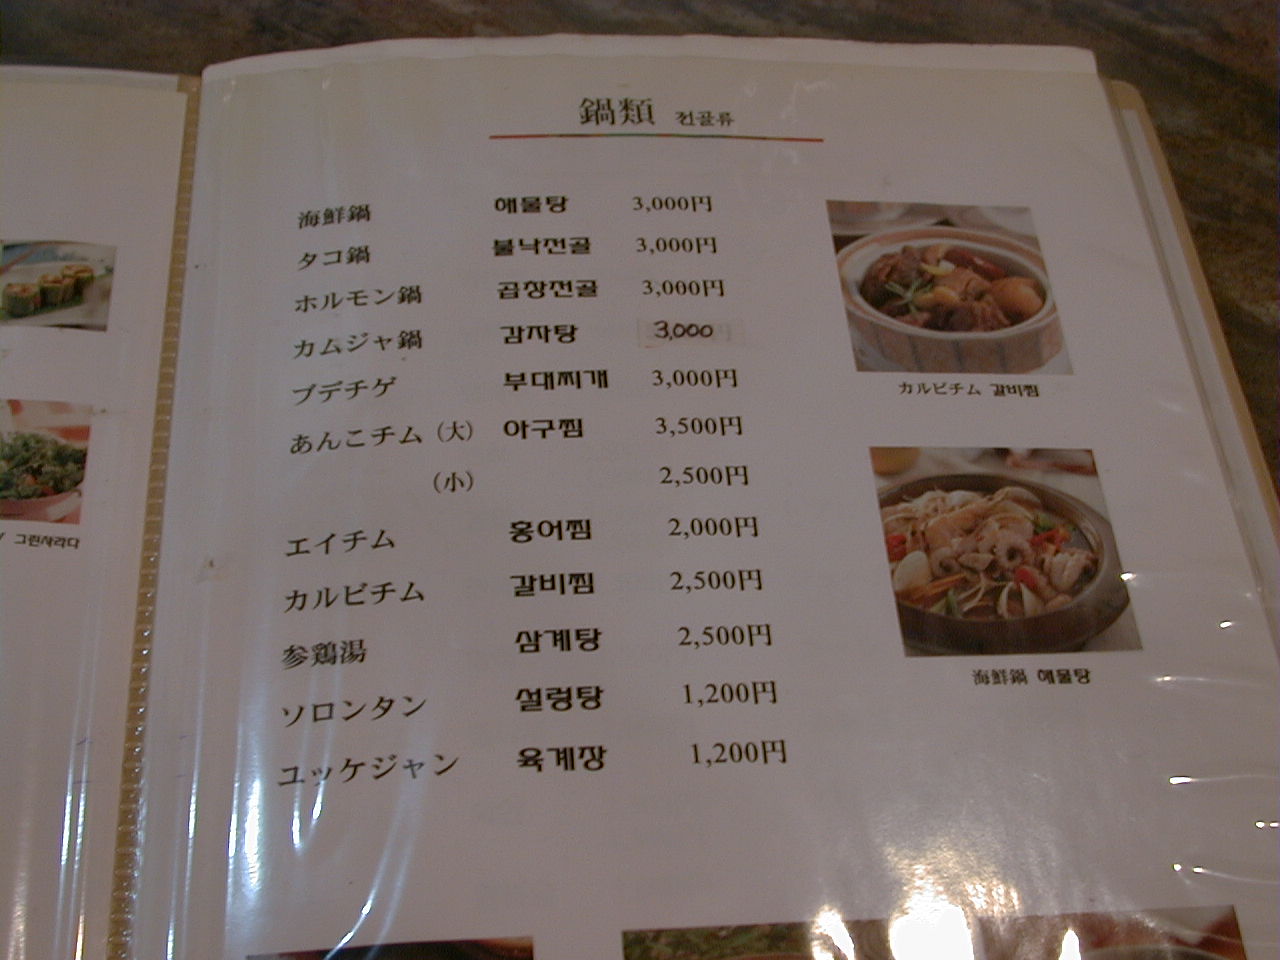 鍋類 전골류
海鮮鍋 해물탕 3,000円
タコ鍋 불낙전골 3,000円
ホルモン鍋 곱창전골 3,000円
カムジャ鍋 감자탕 3,000
プデチゲ 부대찌개 3,000円
あんこチム（大） 아구찜 3,500円
（小） 2,500円
エイチム 홍어찜 2,000円
カルビチム 갈비찜 2,500円
参鶏湯 삼계탕 2,500円
ソロンタン 설렁탕 1,200円
ユッケジャン 육계장 1,200円
カルビチム 갈비찜
海鮮鍋 해물탕
그린사라다